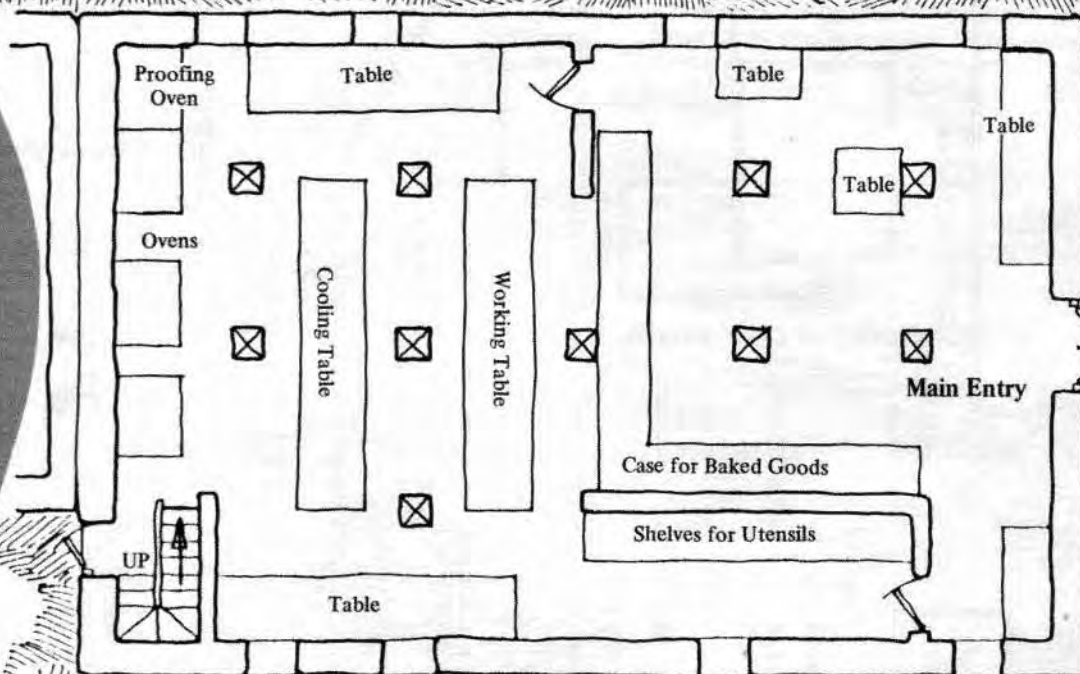 Proofing
Oven
Table
Table
Table
Table
Ovens
Cooling Table
Working Table
Main Entry
Case for Baked Goods
Shelves for Utensils
UP
Table